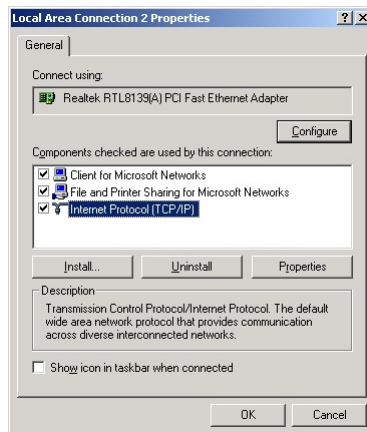 Local Area Connection 2 Properties
General
Connect using:
Realtek RTL8139(A) PCI Fast Ethernet Adapter
Configure
Components checked are used by this connection:
Client for Microsoft Networks
File and Printer Sharing for Microsoft Networks
Internet Protocol (TCP/IP)
Install... Uninstall Properties
Description
Transmission Control Protocol/Internet Protocol. The default
wide area network protocol that provides communication
across diverse interconnected networks.
Show icon in taskbar when connected
OK Cancel